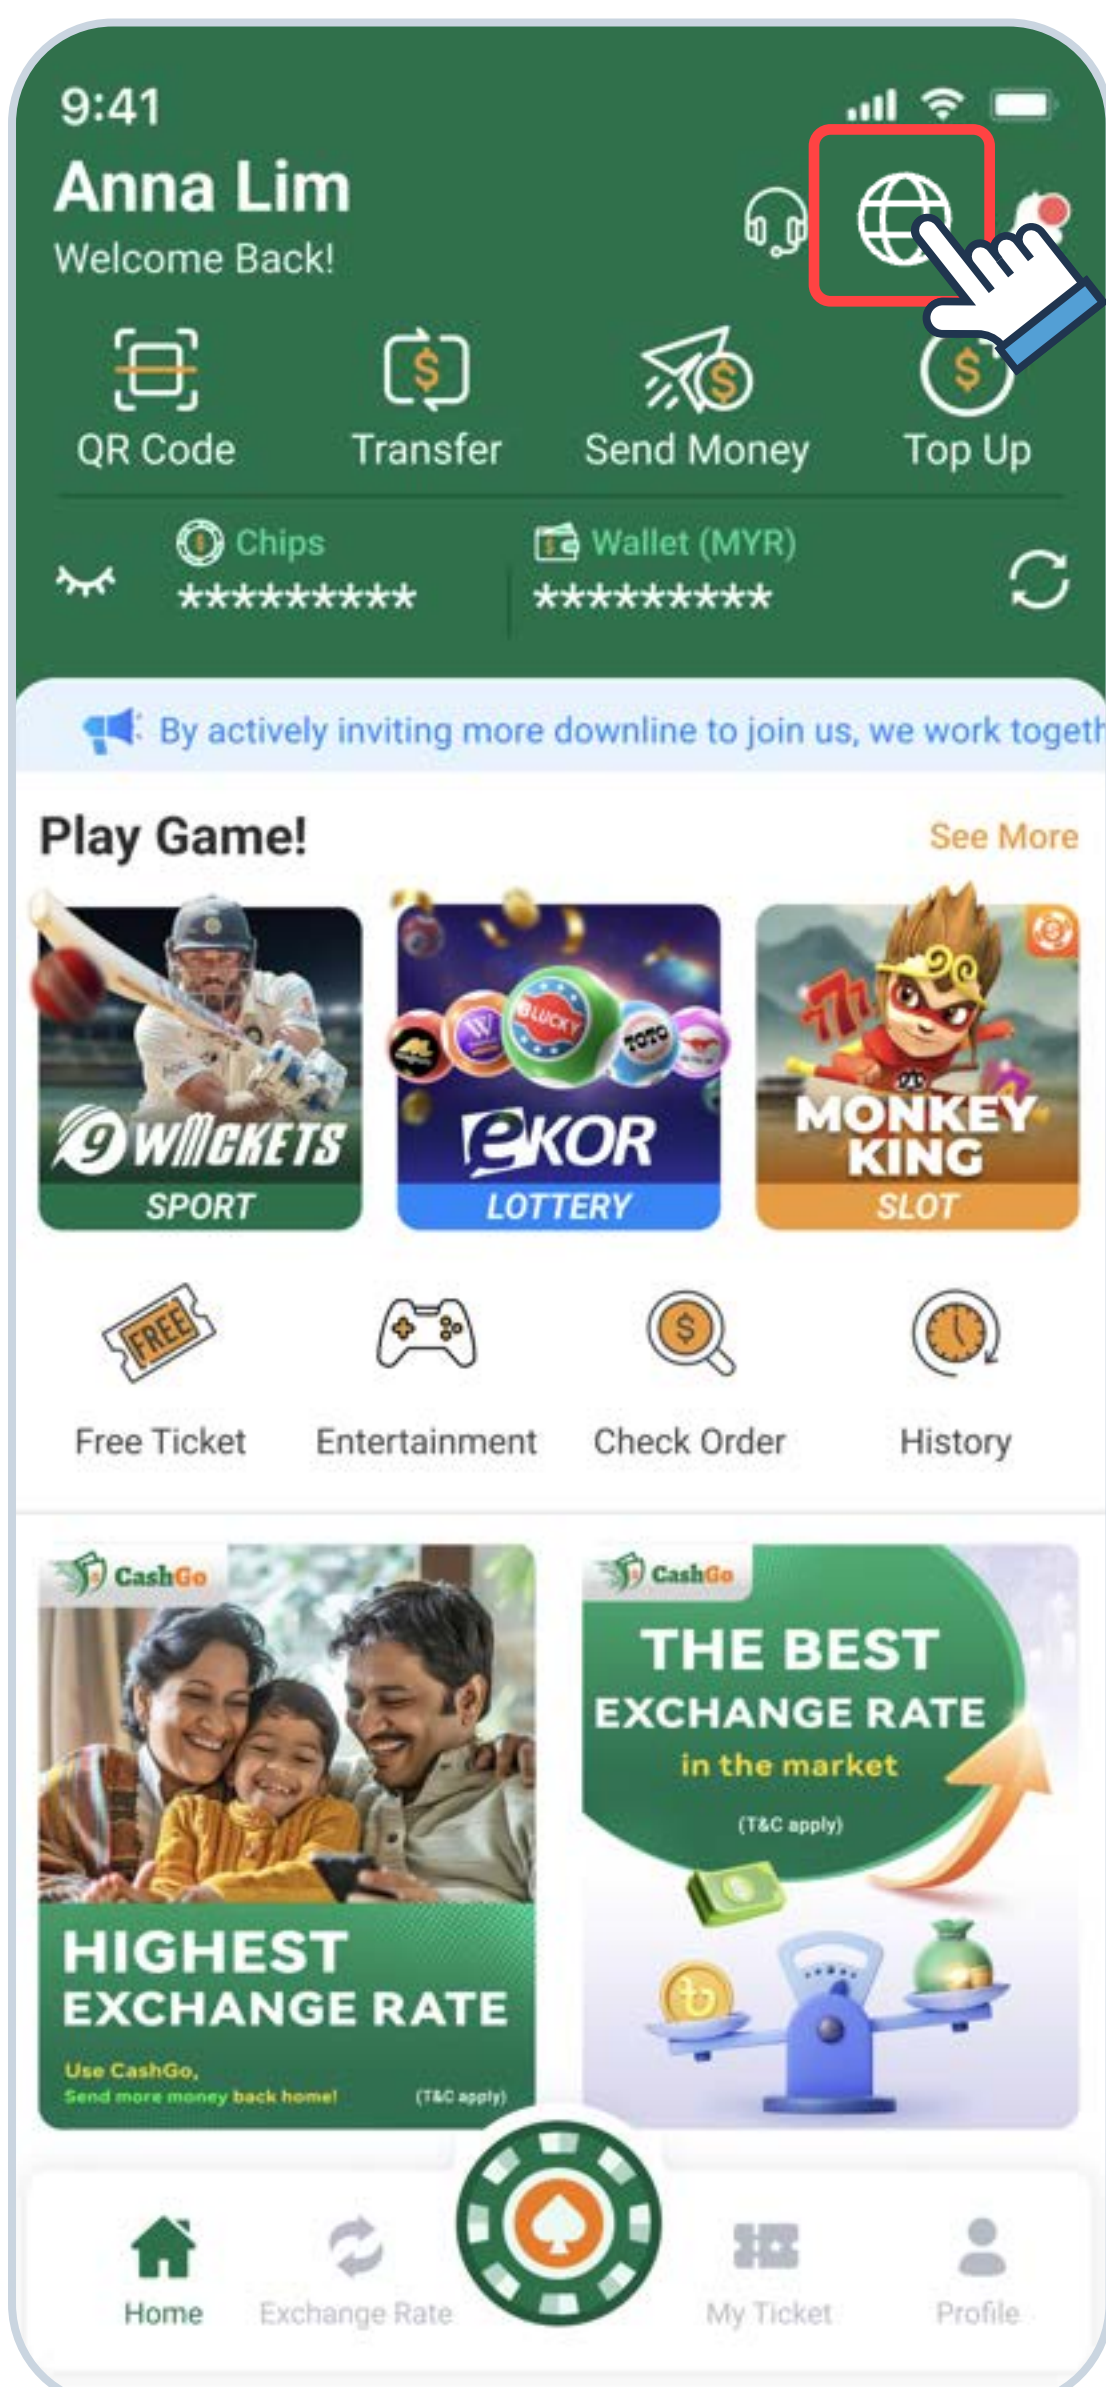 9:41
Anna Lim
Welcome Back!
QR Code
Transfer
Send Money
Top Up
Chips
Wallet (MYR)
*********
*********
By actively inviting more downline to join us, we work togeth
Play Game!
See More
9 WICKETS
SPORT
LUCKY
TOTO
eKOR
LOTTERY
777
MONKEY
KING
SLOT
FREE
Free Ticket
Entertainment
Check Order
History
CashGo
HIGHEST
EXCHANGE RATE
Use CashGo,
Send more money back home!
(T&C apply)
CashGo
THE BEST
EXCHANGE RATE
in the market
(T&C apply)
Home
Exchange Rate
My Ticket
Profile